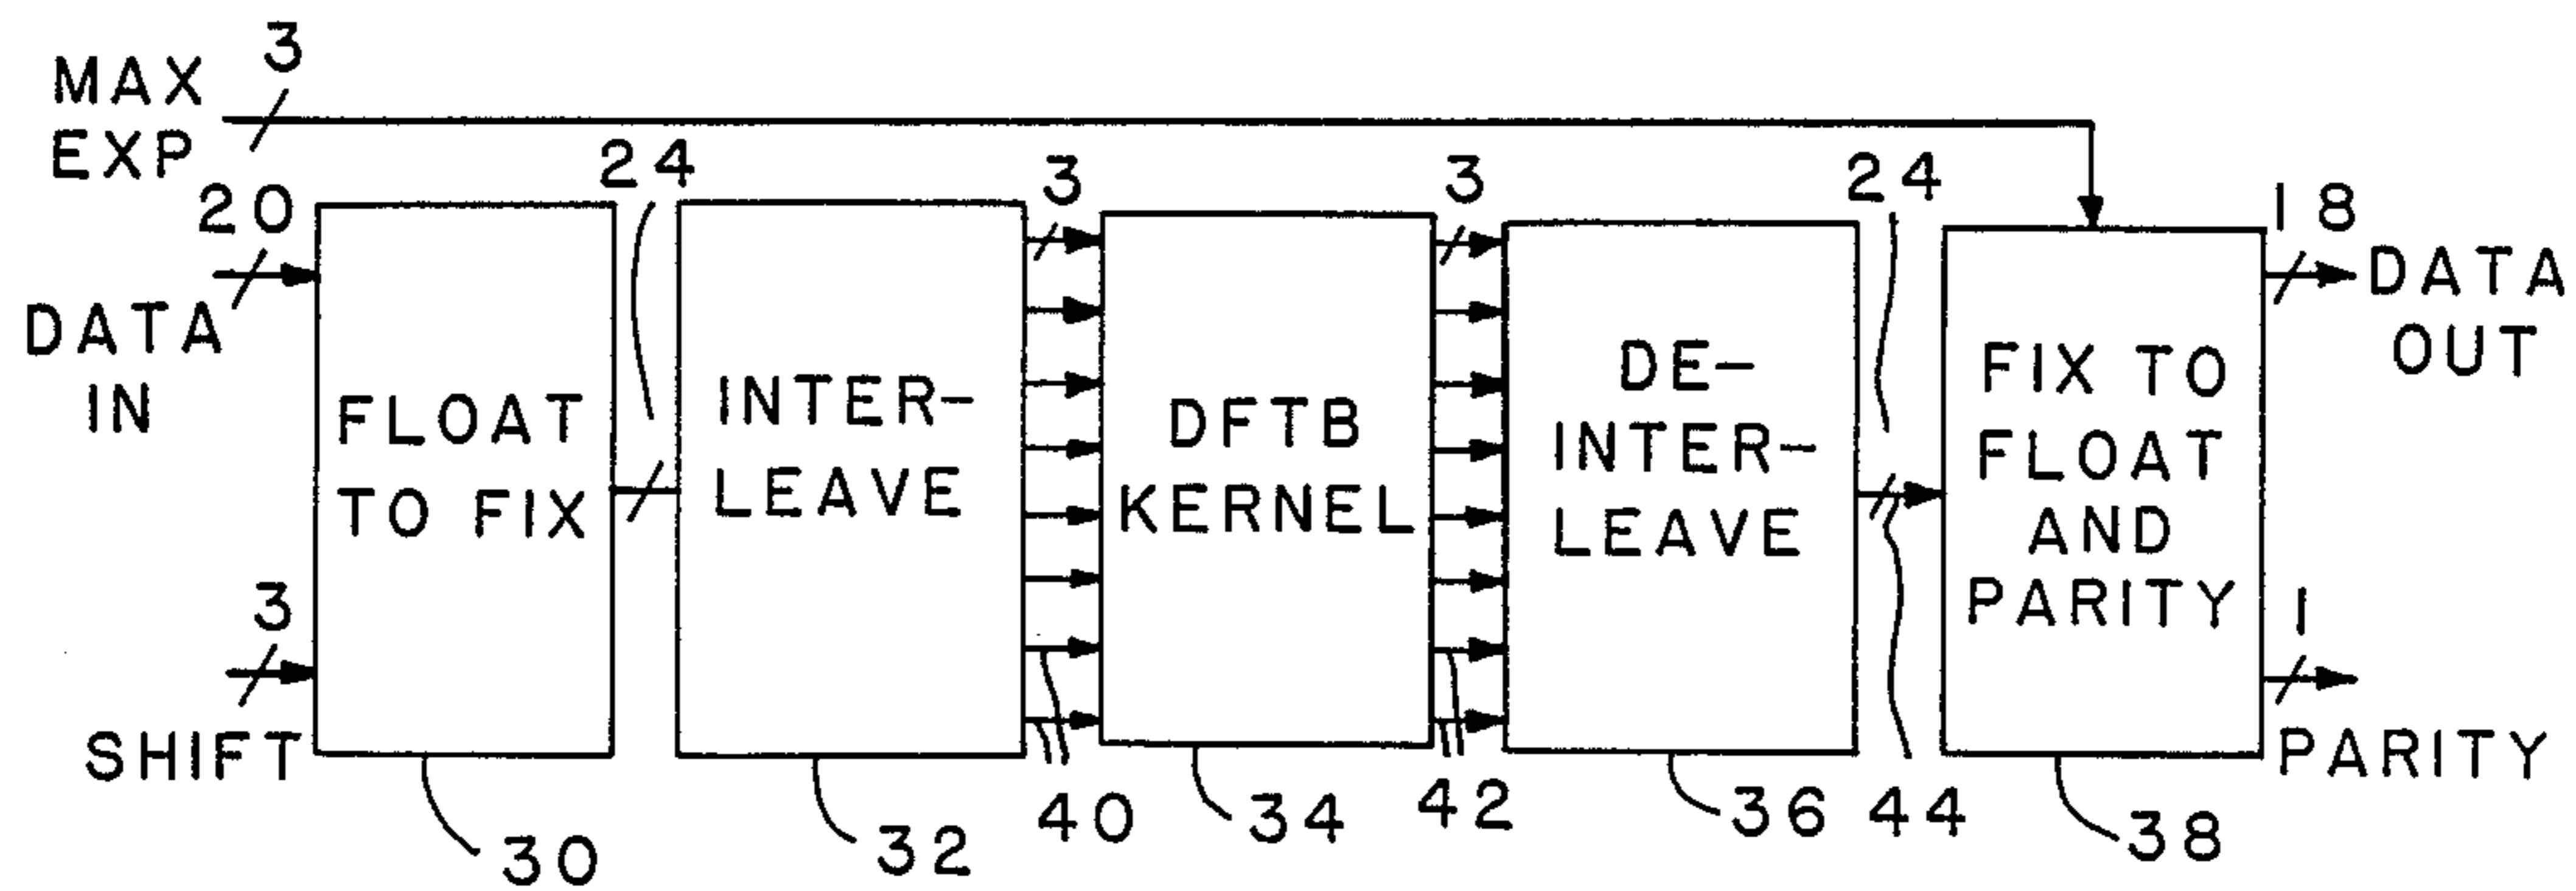 MAX
EXP
3
20
DATA
IN
3
SHIFT
FLOAT
TO FIX
30
24
INTER-
LEAVE
32
3
40
DFTB
KERNEL
34
3
42
DE-
INTER-
LEAVE
36
24
44
FIX TO
FLOAT
AND
PARITY
38
18
DATA
OUT
1
PARITY